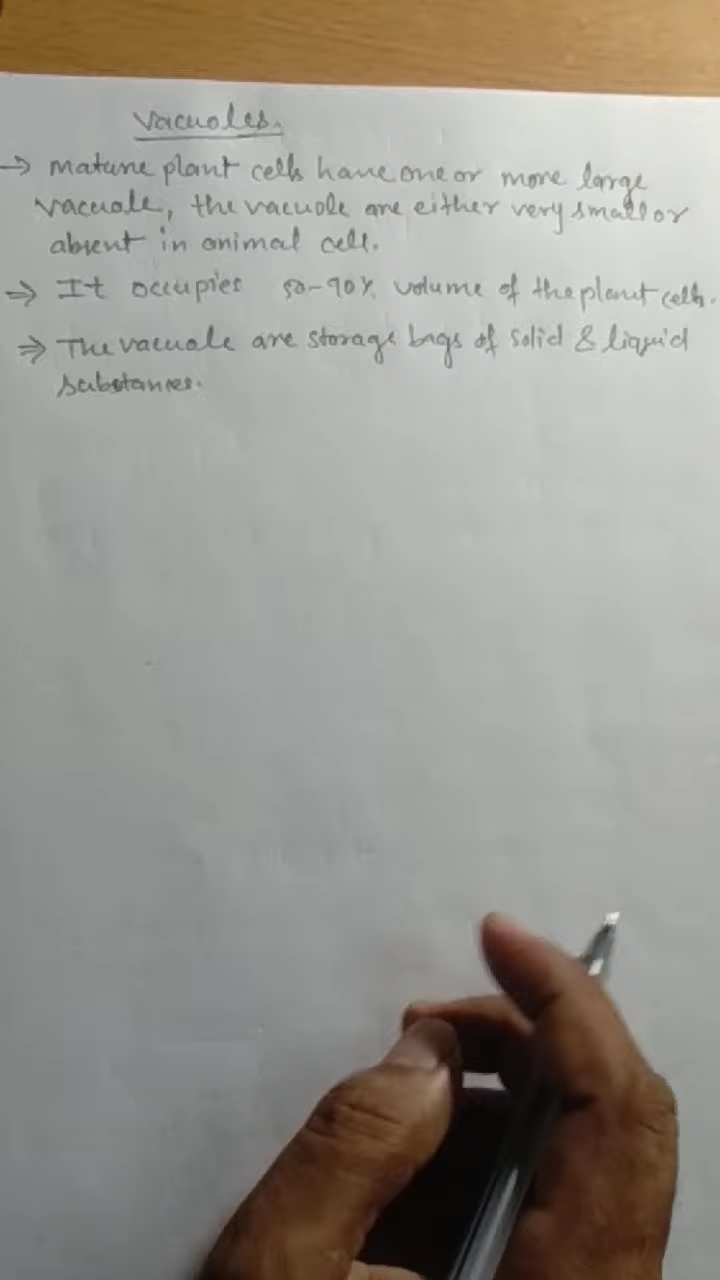 Vacuoles.
→ mature plant cells have one or more large
vacuole, the vacuole are either very small or
absent in animal cell.
⇒ It occupies 50-90% volume of the plant cells.
⇒ The vacuole are storage bags of solid & liquid
substances.